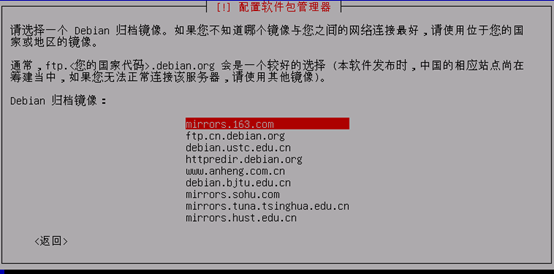 [!] 配置软件包管理器
请选择一个 Debian 归档镜像。如果您不知道哪个镜像与您之间的网络连接最好,请使用位于您的国
家或地区的镜像。
通常,ftp.<您的国家代码>.debian.org 会是一个较好的选择 (本软件发布时,中国的相应站点尚在
筹建当中,如果您无法正常连接该服务器,请使用其他镜像)。
Debian 归档镜像:
mirrors.163.com
ftp.cn.debian.org
debian.ustc.edu.cn
httpredir.debian.org
www.anheng.com.cn
debian.bjtu.edu.cn
mirrors.sohu.com
mirrors.tuna.tsinghua.edu.cn
mirrors.hust.edu.cn
<返回>